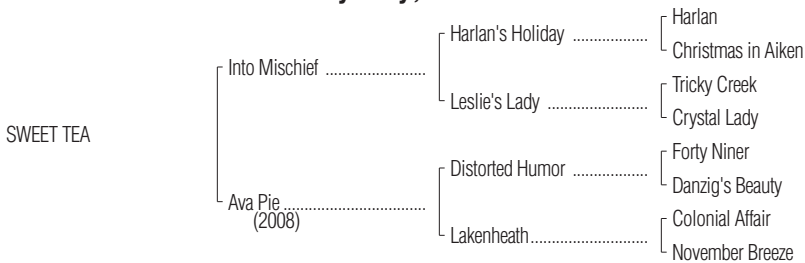 Harlan
Harlan's Holiday ..................
Christmas in Aiken
Into Mischief ........................
Tricky Creek
Leslie's Lady ........................
Crystal Lady
SWEET TEA
Forty Niner
Distorted Humor ..................
Danzig's Beauty
Ava Pie ...........................
(2008)
Colonial Affair
Lakenheath............................
November Breeze